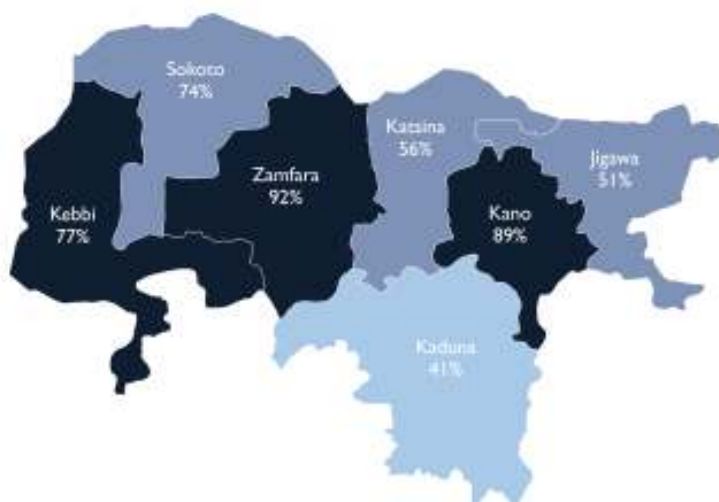 Sokoto
74%
Katsina
56%
Jigawa
51%
Zamfara
92%
Kebbi
77%
Kano
89%
Kaduna
41%